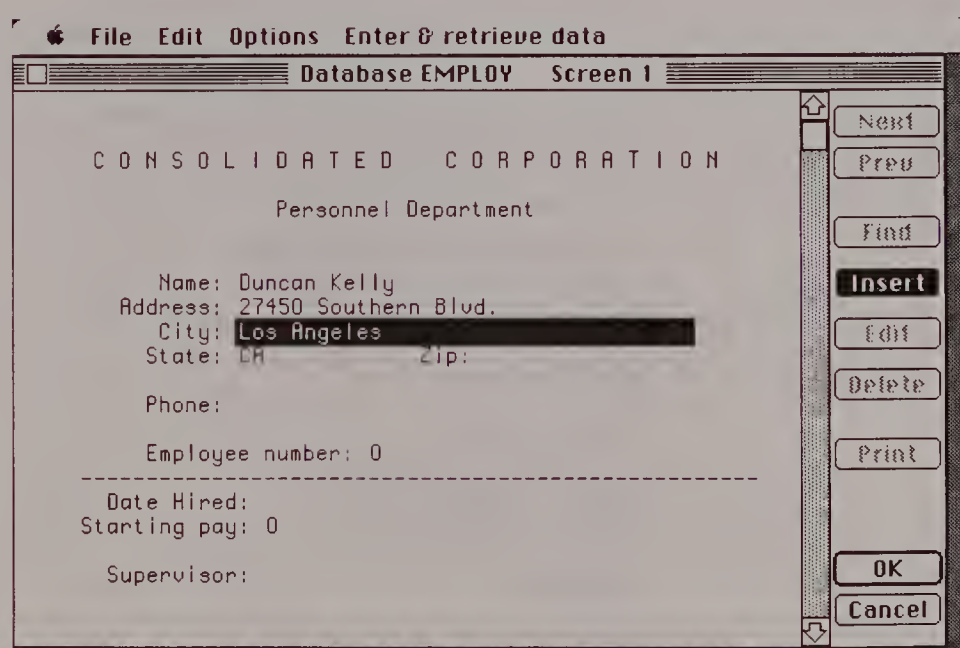 File Edit Options Enter & retrieve data
Database EMPLOY Screen 1
CONSOLIDATED CORPORATION
Personnel Department
Name: Duncan Kelly
Address: 27450 Southern Blvd.
City: Los Angeles
State: CA Zip:
Phone:
Employee number: 0
Date Hired:
Starting pay: 0
Supervisor:
Next
Prev
Find
Insert
Edit
Delete
Print
OK
Cancel